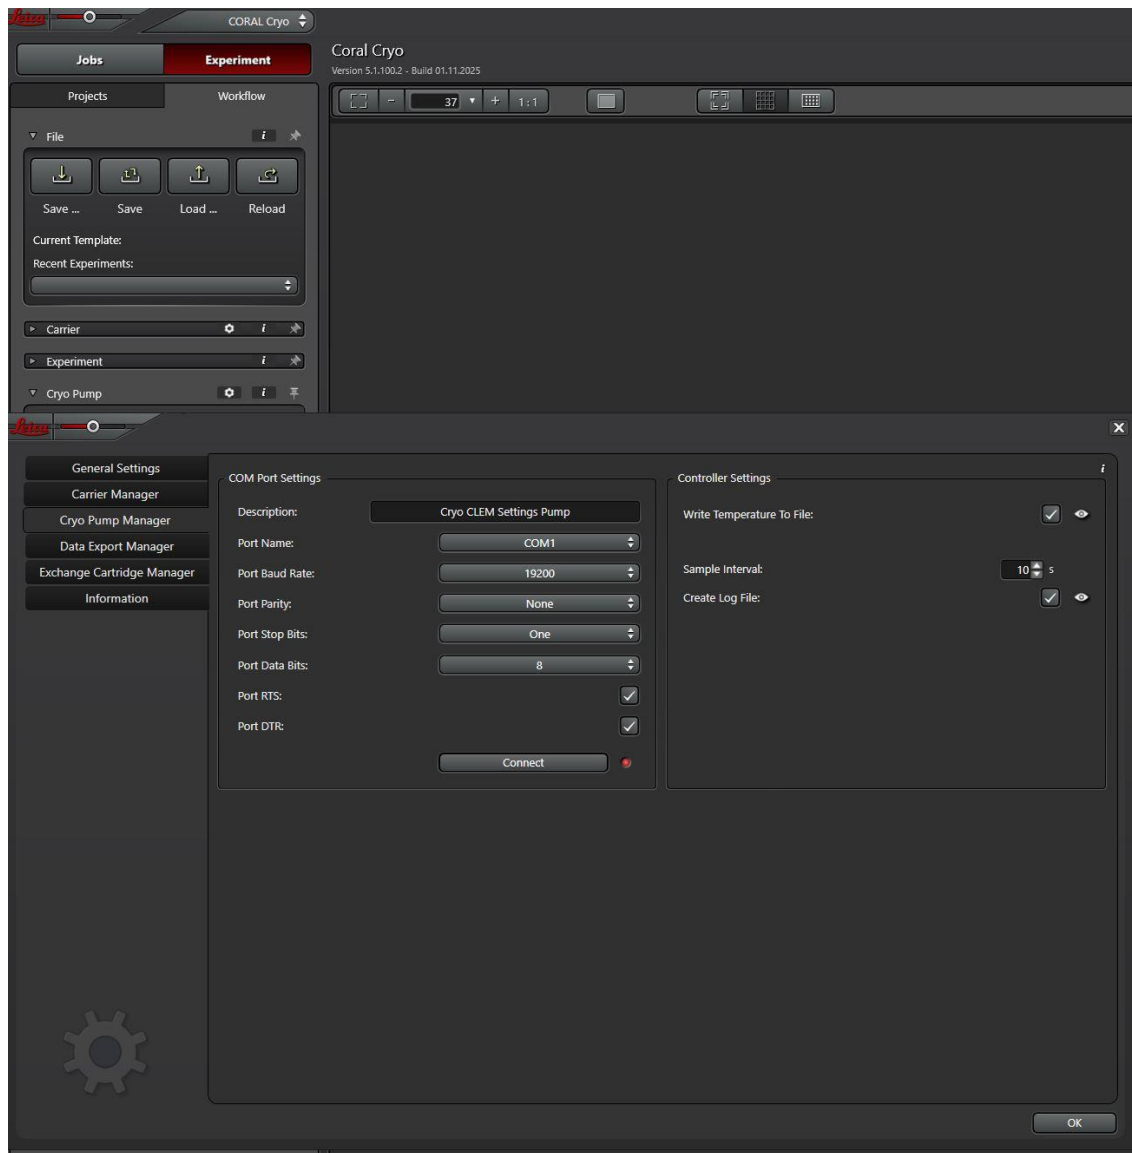 Leica
CORAL Cryo
Jobs
Experiment
Coral Cryo
Version 5.1.100.2 - Build 01.11.2025
Projects
Workflow
37
1:1
File
i
Save ...
Save
Load ...
Reload
Current Template:
Recent Experiments:
Carrier
i
Experiment
i
Cryo Pump
i
Leica
General Settings
Carrier Manager
Cryo Pump Manager
Data Export Manager
Exchange Cartridge Manager
Information
i
COM Port Settings
Description:
Cryo CLEM Settings Pump
Port Name:
COM1
Port Baud Rate:
19200
Port Parity:
None
Port Stop Bits:
One
Port Data Bits:
8
Port RTS:
Port DTR:
Connect
Controller Settings
Write Temperature To File:
Sample Interval:
10 s
Create Log File:
OK